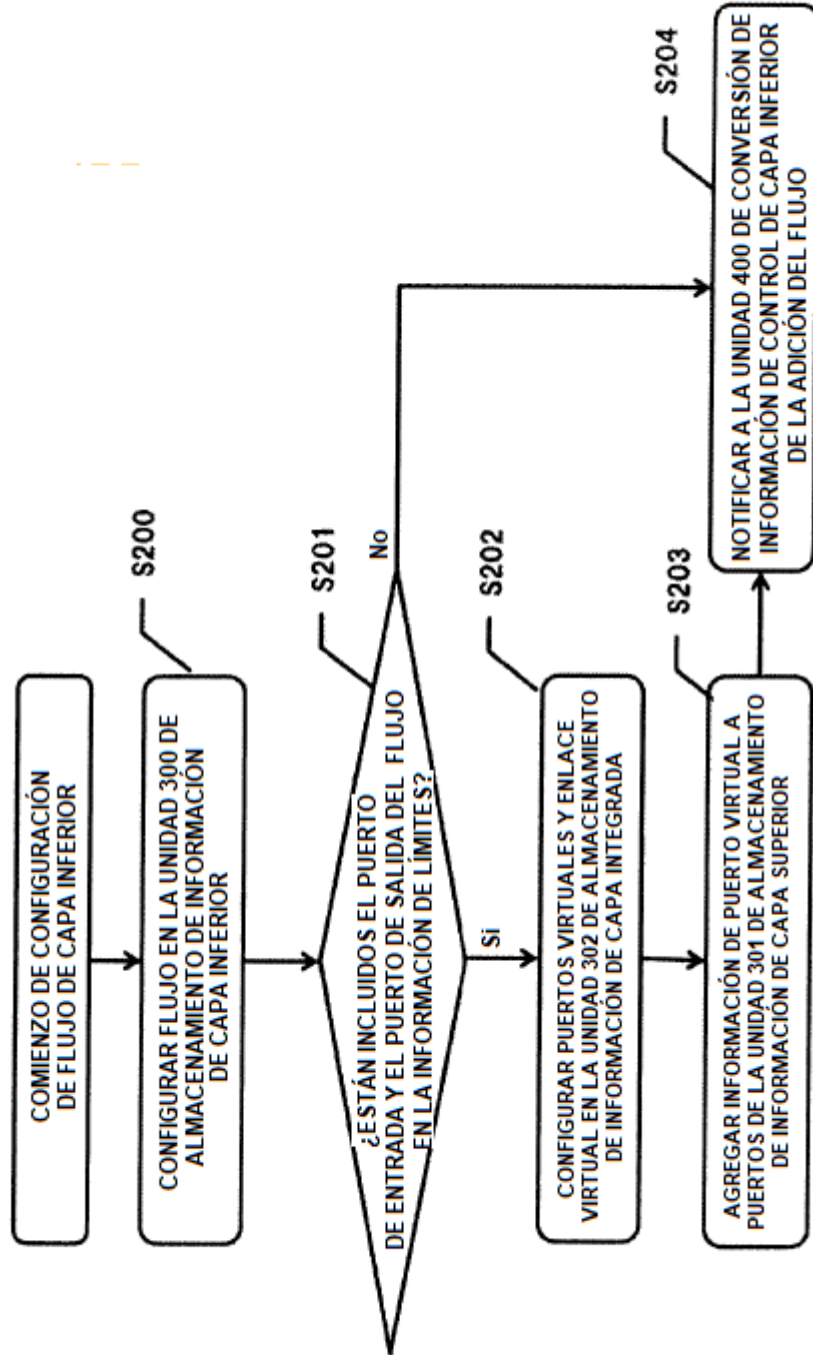 COMIENZO DE CONFIGURACIÓN
DE FLUJO DE CAPA INFERIOR
S200
CONFIGURAR FLUJO EN LA UNIDAD 300 DE
ALMACENAMIENTO DE INFORMACIÓN
DE CAPA INFERIOR
S201
¿ESTÁN INCLUIDOS EL PUERTO
DE ENTRADA Y EL PUERTO DE SALIDA DEL FLUJO
EN LA INFORMACIÓN DE LÍMITES?
No
Si
S202
CONFIGURAR PUERTOS VIRTUALES Y ENLACE
VIRTUAL EN LA UNIDAD 302 DE ALMACENAMIENTO
DE INFORMACIÓN DE CAPA INTEGRADA
S203
AGREGAR INFORMACIÓN DE PUERTO VIRTUAL A
PUERTOS DE LA UNIDAD 301 DE ALMACENAMIENTO
DE INFORMACIÓN DE CAPA SUPERIOR
S204
NOTIFICAR A LA UNIDAD 400 DE CONVERSIÓN DE
INFORMACIÓN DE CONTROL DE CAPA INFERIOR
DE LA ADICIÓN DEL FLUJO